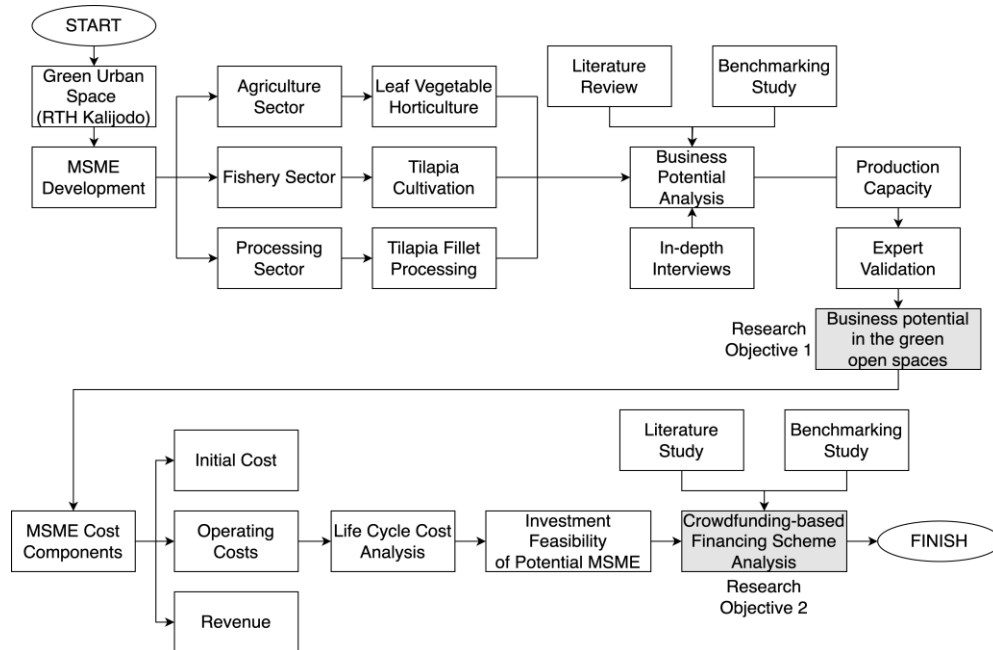 START
Green Urban
Space
(RTH Kalijodo)
MSME
Development
Agriculture
Sector
Leaf Vegetable
Horticulture
Fishery Sector
Tilapia
Cultivation
Processing
Sector
Tilapia Fillet
Processing
Literature
Review
Benchmarking
Study
Business
Potential
Analysis
In-depth
Interviews
Production
Capacity
Expert
Validation
Research
Objective 1
Business potential
in the green
open spaces
MSME Cost
Components
Initial Cost
Operating
Costs
Revenue
Life Cycle Cost
Analysis
Investment
Feasibility
of Potential MSME
Literature
Study
Benchmarking
Study
Crowdfunding-based
Financing Scheme
Analysis
Research
Objective 2
FINISH